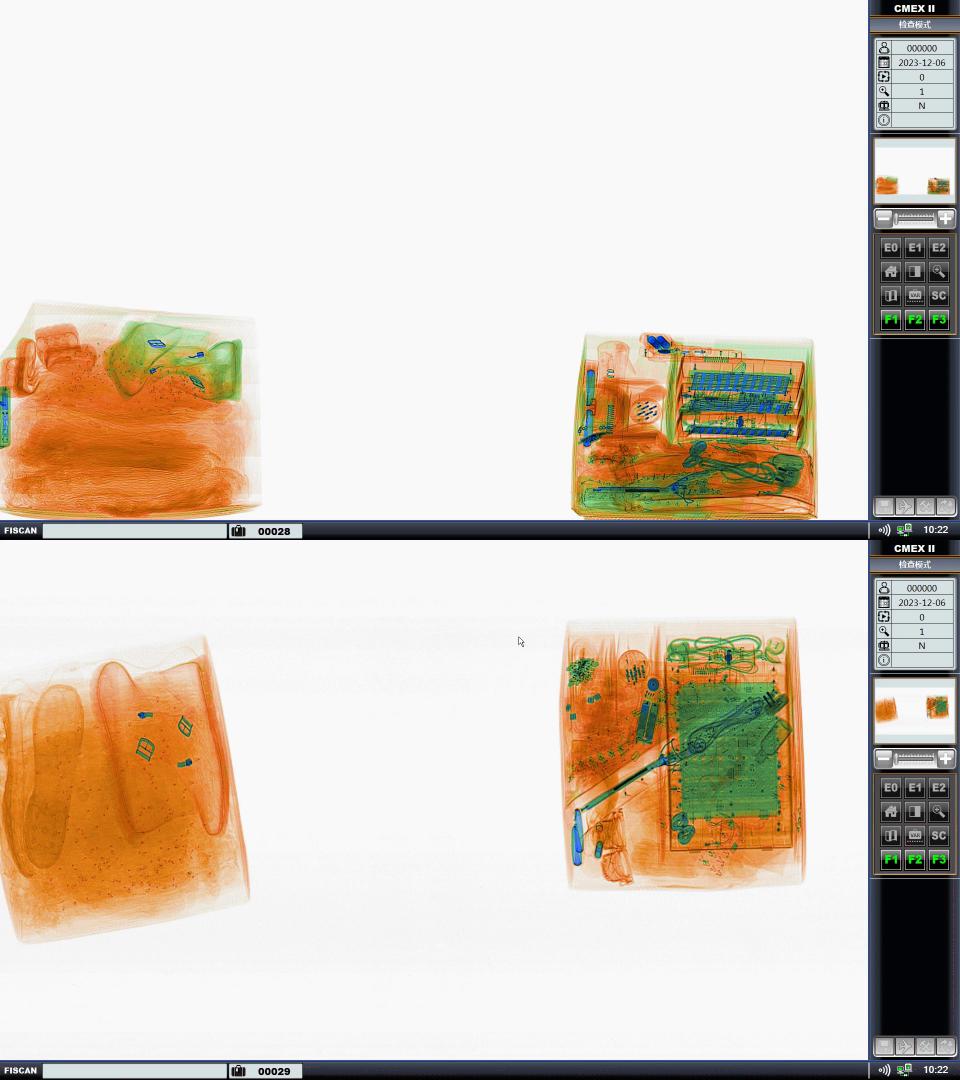 CMEX II
检查模式
000000
2023-12-06
0
1
N
E0 E1 E2
VAR SC
F1 F2 F3
FISCAN 00028 10:22
CMEX II
检查模式
000000
2023-12-06
0
1
N
E0 E1 E2
VAR SC
F1 F2 F3
FISCAN 00029 10:22